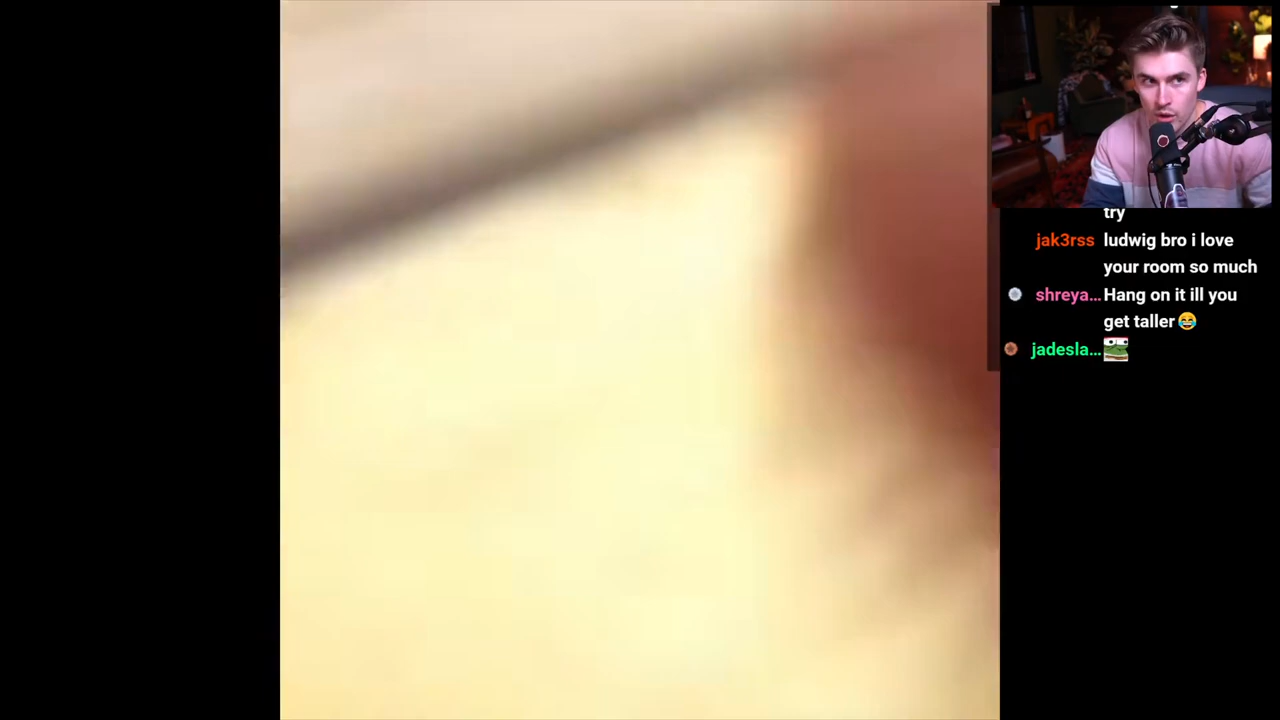 try
jak3rss ludwig bro i love
your room so much
shreya… Hang on it ill you
get taller😂
jadesla…